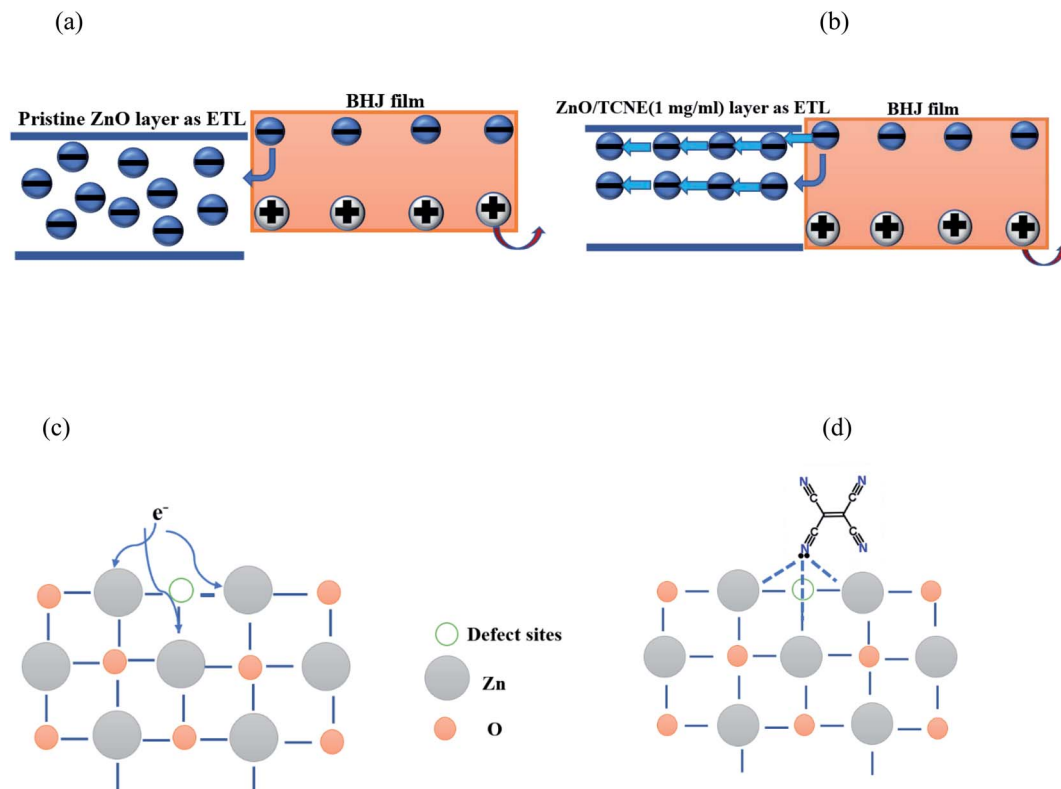 (a)
(b)
Pristine ZnO layer as ETL
BHJ film
ZnO/TCNE(1 mg/ml) layer as ETL
BHJ film
(c)
(d)
e⁻
Defect sites
Zn
O
N
N
C
C
C
C
N
N